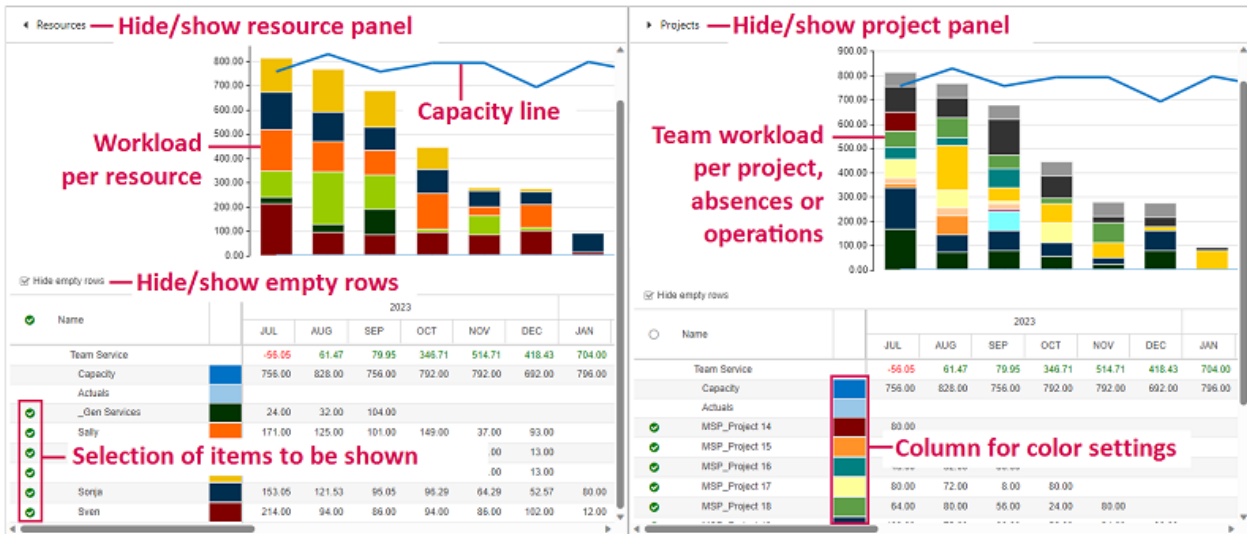 Resources
Hide/show resource panel
800.00
700.00
600.00
500.00
400.00
300.00
200.00
100.00
0.00
Capacity line
Workload
per resource
Hide empty rows
Hide/show empty rows
Name
2023
JUL AUG SEP OCT NOV DEC JAN
Team Service -56.05 61.47 79.95 346.71 514.71 418.43 704.00
Capacity 756.00 828.00 756.00 792.00 792.00 692.00 796.00
Actuals
_Gen Services 24.00 32.00 104.00
Sally 171.00 125.00 101.00 149.00 37.00 93.00
Selection of items to be shown
.00 13.00
.00 13.00
Sonja 153.05 121.53 95.05 96.29 64.29 52.57 80.00
Sven 214.00 94.00 86.00 94.00 86.00 102.00 12.00
Projects
Hide/show project panel
900.00
800.00
700.00
600.00
500.00
400.00
300.00
200.00
100.00
0.00
Team workload
per project,
absences or
operations
Hide empty rows
Name
2023
JUL AUG SEP OCT NOV DEC JAN
Team Service -56.05 61.47 79.95 346.71 514.71 418.43 704.00
Capacity 756.00 828.00 756.00 792.00 792.00 692.00 796.00
Actuals
MSP_Project 14 80.00
MSP_Project 15
Column for color settings
MSP_Project 16
MSP_Project 17 80.00 72.00 8.00 80.00
MSP_Project 18 64.00 80.00 56.00 24.00 80.00